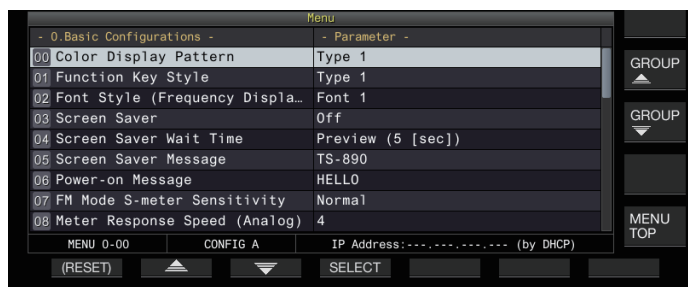 Menu
- 0.Basic Configurations - - Parameter -
00 Color Display Pattern Type 1
01 Function Key Style Type 1
02 Font Style (Frequency Displa… Font 1
03 Screen Saver Off
04 Screen Saver Wait Time Preview (5 [sec])
05 Screen Saver Message TS-890
06 Power-on Message HELLO
07 FM Mode S-meter Sensitivity Normal
08 Meter Response Speed (Analog) 4
MENU 0-00 CONFIG A IP Address:---.---.---.--- (by DHCP)
(RESET) SELECT
GROUP
GROUP
MENU
TOP